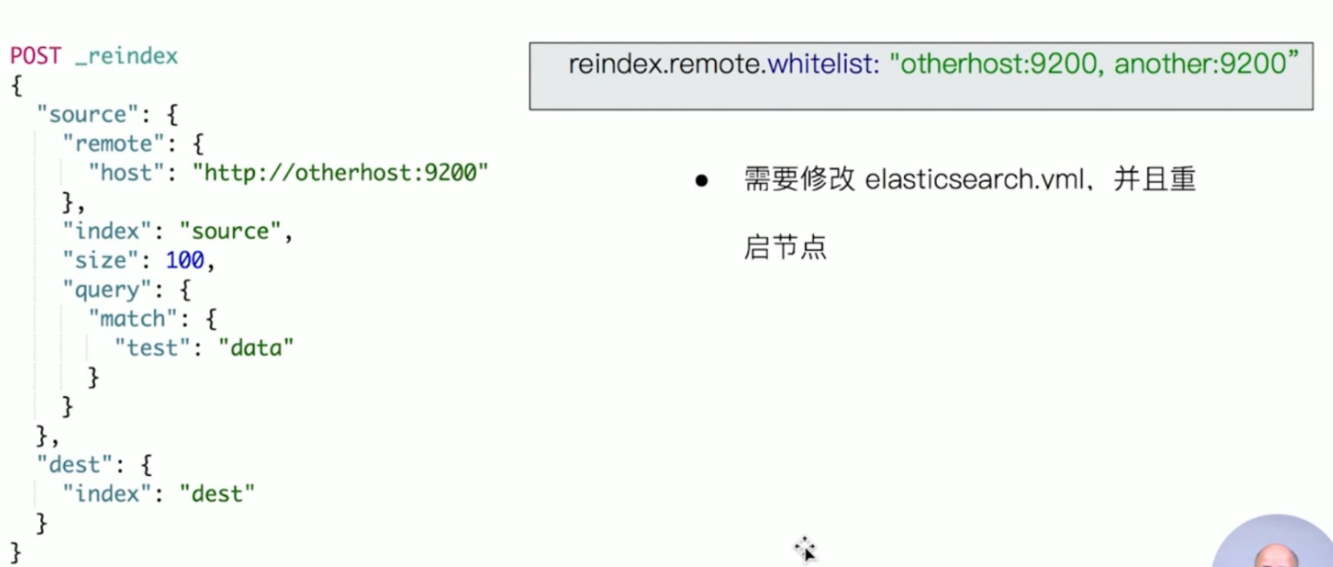 POST _reindex
{
  "source": {
    "remote": {
      "host": "http://otherhost:9200"
    },
    "index": "source",
    "size": 100,
    "query": {
      "match": {
        "test": "data"
      }
    }
  },
  "dest": {
    "index": "dest"
  }
}
reindex.remote.whitelist: "otherhost:9200, another:9200”
● 需要修改 elasticsearch.yml，并且重
启节点